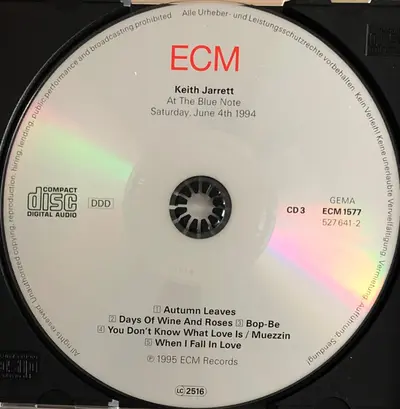 All rights reserved. Unauthorized copying, reproduction, hiring, lending, public performance and broadcasting prohibited
Alle Urheber- und Leistungsschutzrechte vorbehalten. Kein Verleih! Keine unerlaubte Vervielfältigung, Vermietung, Aufführung, Sendung!
ECM
Keith Jarrett
At The Blue Note
Saturday, June 4th 1994
COMPACT
disc
DIGITAL AUDIO
DDD
GEMA
CD 3 ECM 1577
527 641-2
1 Autumn Leaves
2 Days Of Wine And Roses 3 Bop-Be
4 You Don't Know What Love Is / Muezzin
5 When I Fall In Love
℗ 1995 ECM Records
LC 2516